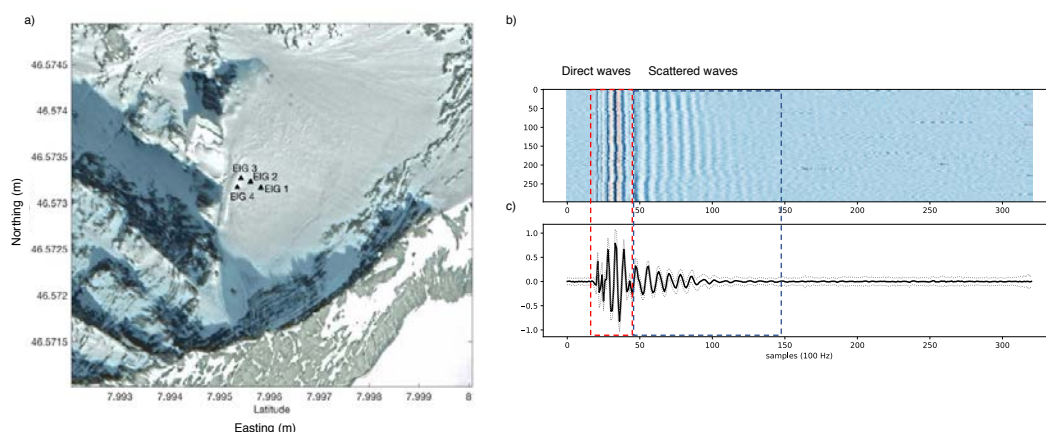 a)
46.5745
46.574
46.5735
46.573
46.5725
46.572
46.5715
Northing (m)
EIG 3
EIG 2
EIG 1
EIG 4
7.993 7.994 7.995 7.996 7.997 7.998 7.999 8
Latitude
Easting (m)
b)
Direct waves Scattered waves
0
50
100
150
200
250
0 50 100 150 200 250 300
c)
1.0
0.5
0.0
−0.5
−1.0
0 50 100 150 200 250 300
samples (100 Hz)